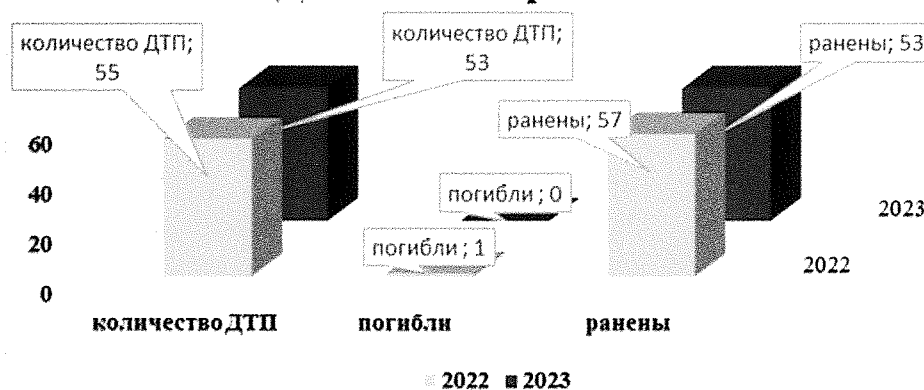 количество ДТП;
55
количество ДТП;
53
ранены; 53
ранены; 57
погибли ; 0
погибли ; 1
60
40
20
0
2023
2022
количество ДТП погибли ранены
2022 2023